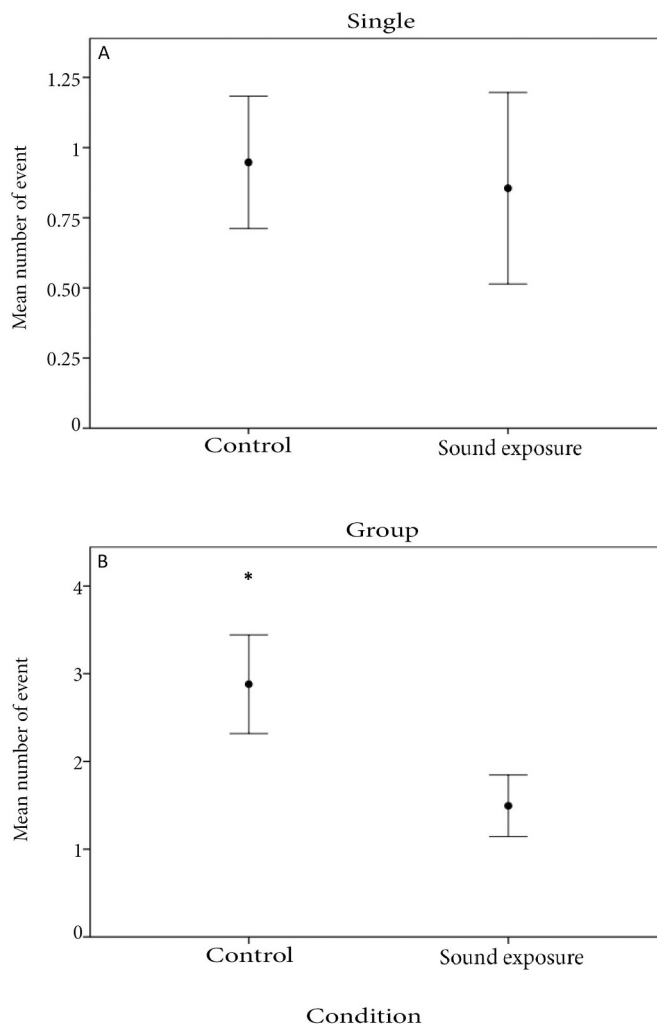 Single
A
Mean number of event
1.25
1
0.75
0.50
0.25
0
Control
Sound exposure
Group
B
*
Mean number of event
4
3
2
1
0
Control
Sound exposure
Condition